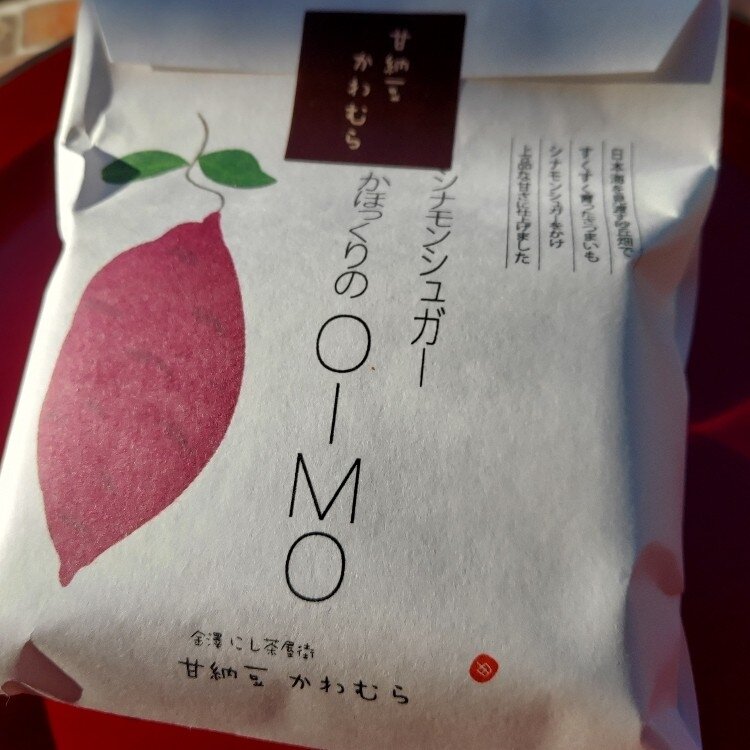 甘納豆
かわむら
日本海を見渡す砂丘畑で
すくすく育ったさつまいも
シナモンシュガーをかけ
上品な甘さに仕上げました
シナモンシュガー
かほっくりの
OIMO
金澤 にし茶屋街
甘納豆 かわむら